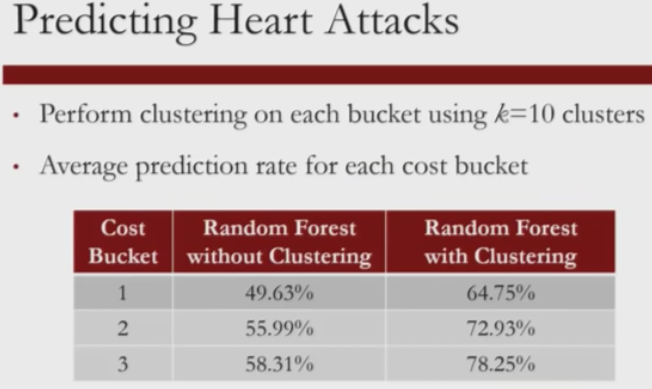 Predicting Heart Attacks
• Perform clustering on each bucket using k=10 clusters
• Average prediction rate for each cost bucket
Cost Bucket Random Forest without Clustering Random Forest with Clustering
1 49.63% 64.75%
2 55.99% 72.93%
3 58.31% 78.25%